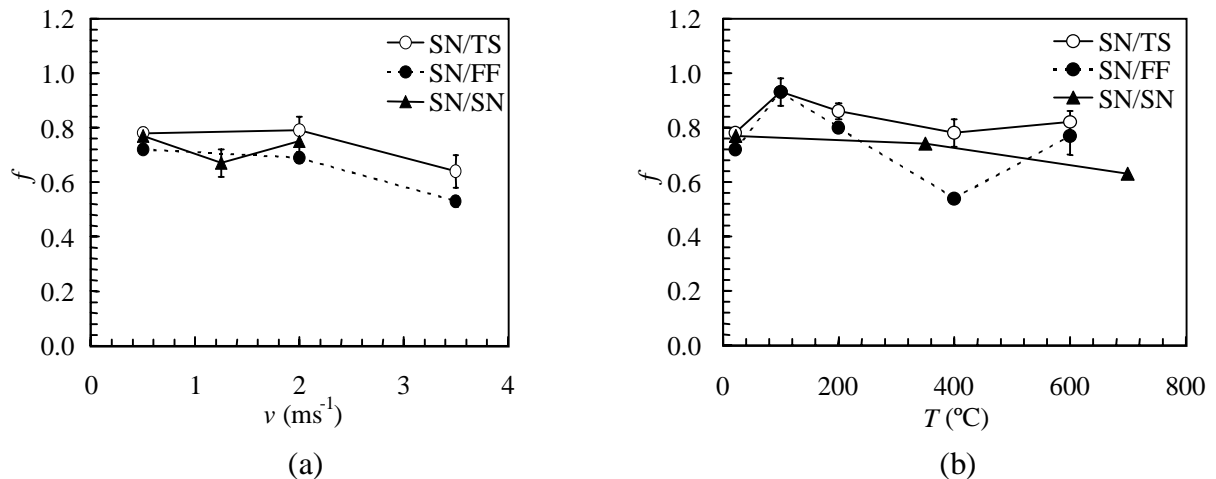 1.2
1.0
0.8
0.6
0.4
0.2
0.0
f
SN/TS
SN/FF
SN/SN
0 1 2 3 4
v (ms-1)
(a)
1.2
1.0
0.8
0.6
0.4
0.2
0.0
f
SN/TS
SN/FF
SN/SN
0 200 400 600 800
T (ºC)
(b)